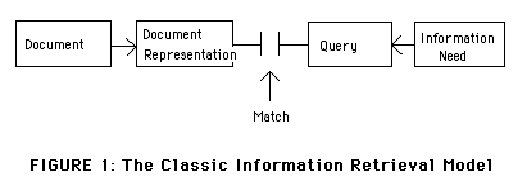 Document
Document
Representation
Query
Information
Need
Match
FIGURE 1: The Classic Information Retrieval Model